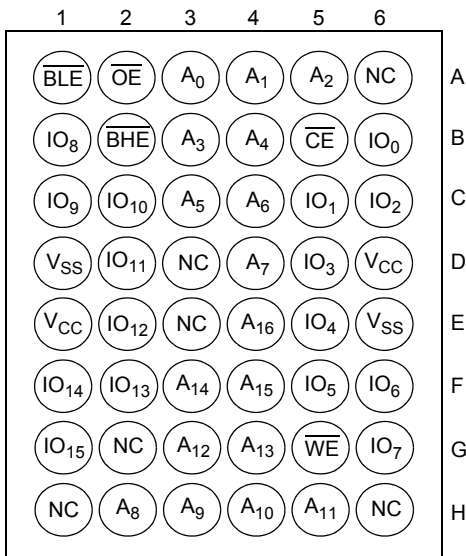 1 2 3 4 5 6
BLE OE A0 A1 A2 NC A
IO8 BHE A3 A4 CE IO0 B
IO9 IO10 A5 A6 IO1 IO2 C
VSS IO11 NC A7 IO3 VCC D
VCC IO12 NC A16 IO4 VSS E
IO14 IO13 A14 A15 IO5 IO6 F
IO15 NC A12 A13 WE IO7 G
NC A8 A9 A10 A11 NC H